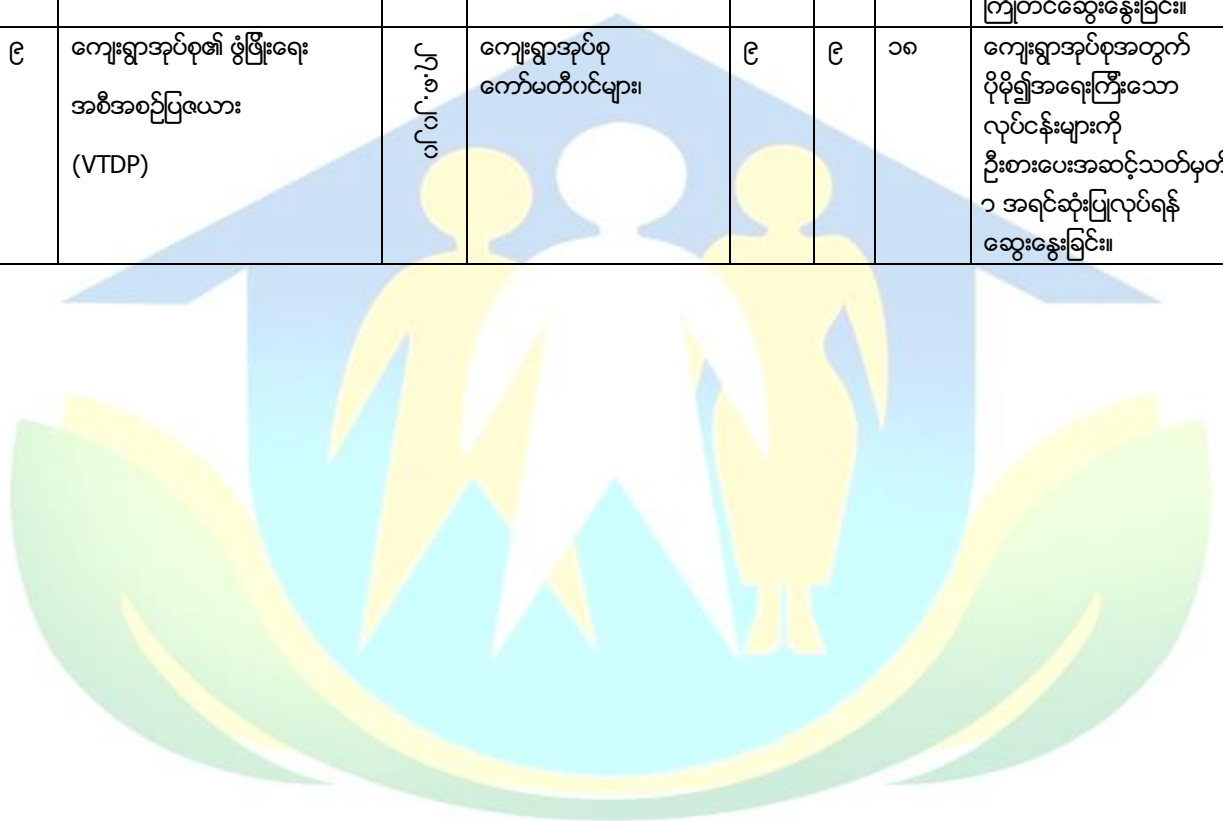 ကြိုတင်ဆွေးနွေးခြင်း။
၉
ကျေးရွာအုပ်စု၏ ဖွံဖြိုးရေး
အစီအစဉ်ပြဇယား
(VTDP)
ကျေးရွာအုပ်စု
ကော်မတီဝင်များ၊
၉
၉
၁၈
ကျေးရွာအုပ်စုအတွက်
ပိုမို၍အရေးကြီးသော
လုပ်ငန်းများကို
ဦးစားပေးအဆင့်သတ်မှတ်
ာ အရင်ဆုံးပြုလုပ်ရန်
ဆွေးနွေးခြင်း။